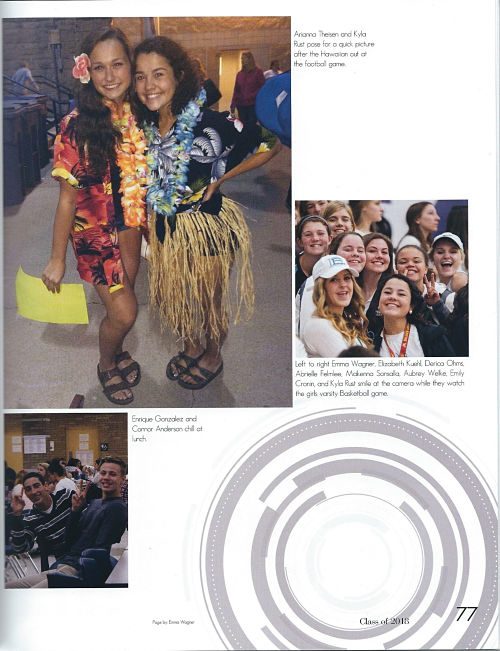 Arianna Theisen and Kyla
Rust pose for a quick picture
after the Hawaiian out at
the football game.
Left to right Emma Wagner, Elizabeth Kuehl, Derica Ohms,
Abrielle Felmlee, Makenna Sansalla, Aubrey Welke, Emily
Cronin, and Kyla Rust smile at the camera while they watch
the girls varsity Basketball game.
Enrique Gonzalez and
Connor Anderson chill at
lunch.
Page by Emma Wagner
Class of 2018
77